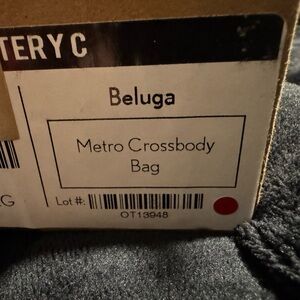 TERY C
Beluga
Metro Crossbody
Bag
G
Lot #:
OT13948